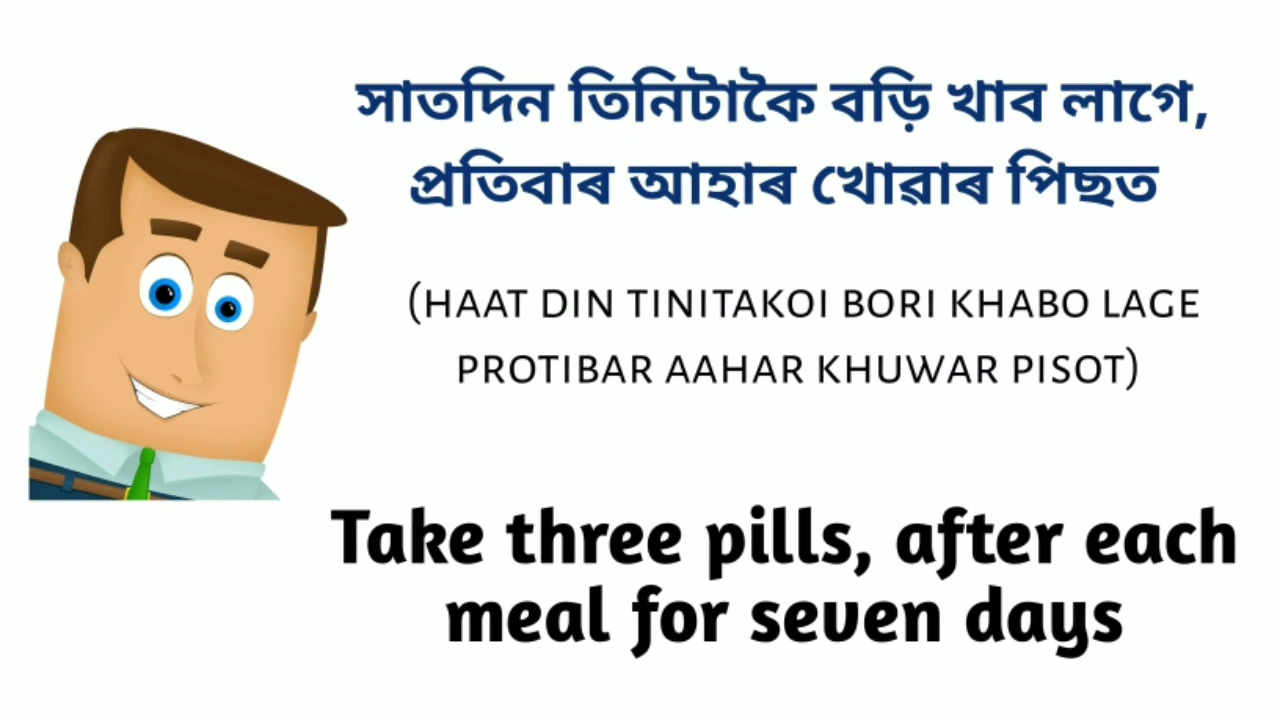 সাতদিন তিনিটাকৈ বড়ি খাব লাগে,
প্ৰতিবাৰ আহাৰ খোৱাৰ পিছত
(HAAT DIN TINITAKOI BORI KHABO LAGE
PROTIBAR AAHAR KHUWAR PISOT)
Take three pills, after each
meal for seven days